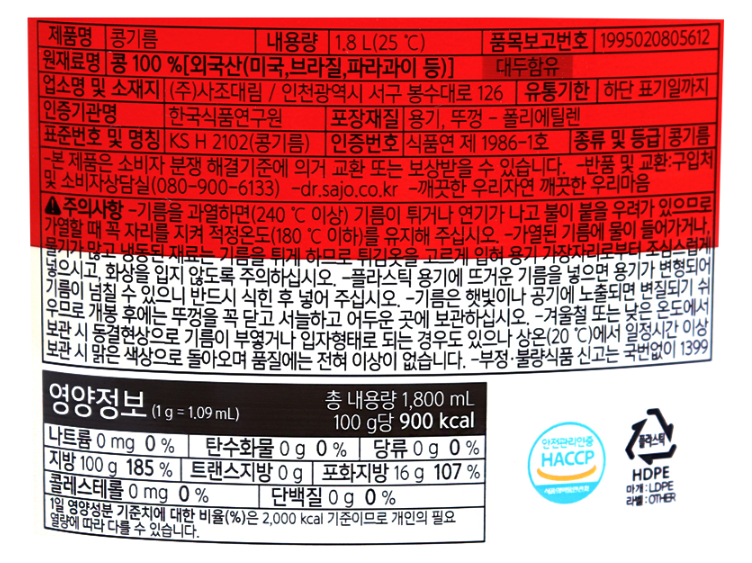 제품명 콩기름 내용량 1.8 L(25 ℃) 품목보고번호 1995020805612
원재료명 콩 100 %[외국산(미국,브라질,파라과이 등)] 대두함유
업소명 및 소재지 (주)사조대림 / 인천광역시 서구 봉수대로 126 유통기한 하단 표기일까지
인증기관명 한국식품연구원 포장재질 용기, 뚜껑 - 폴리에틸렌
표준번호 및 명칭 KS H 2102(콩기름) 인증번호 식품연 제 1986-1호 종류 및 등급 콩기름
-본 제품은 소비자 분쟁 해결기준에 의거 교환 또는 보상받을 수 있습니다. -반품 및 교환:구입처
및 소비자상담실(080-900-6133) -dr.sajo.co.kr -깨끗한 우리자연 깨끗한 우리마음
⚠주의사항 -기름을 과열하면(240 ℃ 이상) 기름이 튀거나 연기가 나고 불이 붙을 우려가 있으므로
가열할 때 꼭 자리를 지켜 적정온도(180 ℃ 이하)를 유지해 주십시오. -가열된 기름에 물이 들어가거나,
물기가 많고 냉동된 재료는 기름을 튀게 하므로 튀김옷을 고르게 입혀 용기 가장자리로부터 조심스럽게
넣으시고, 화상을 입지 않도록 주의하십시오. -플라스틱 용기에 뜨거운 기름을 넣으면 용기가 변형되어
기름이 넘칠 수 있으니 반드시 식힌 후 넣어 주십시오. -기름은 햇빛이나 공기에 노출되면 변질되기 쉬
우므로 개봉 후에는 뚜껑을 꼭 닫고 서늘하고 어두운 곳에 보관하십시오. -겨울철 또는 낮은 온도에서
보관 시 동결현상으로 기름이 부옇거나 입자형태로 되는 경우도 있으나 상온(20 ℃)에서 일정시간 이상
보관 시 맑은 색상으로 돌아오며 품질에는 전혀 이상이 없습니다. -부정·불량식품 신고는 국번없이 1399
영양정보 (1 g = 1.09 mL) 총 내용량 1,800 mL
100 g당 900 kcal
나트륨 0 mg 0 % 탄수화물 0 g 0 % 당류 0 g 0 %
지방 100 g 185 % 트랜스지방 0 g 포화지방 16 g 107 %
콜레스테롤 0 mg 0 % 단백질 0 g 0 %
1일 영양성분 기준치에 대한 비율(%)은 2,000 kcal 기준이므로 개인의 필요
열량에 따라 다를 수 있습니다.
안전관리인증
HACCP
식품의약품안전처
플라스틱
HDPE
마개 : LDPE
라벨 : OTHER